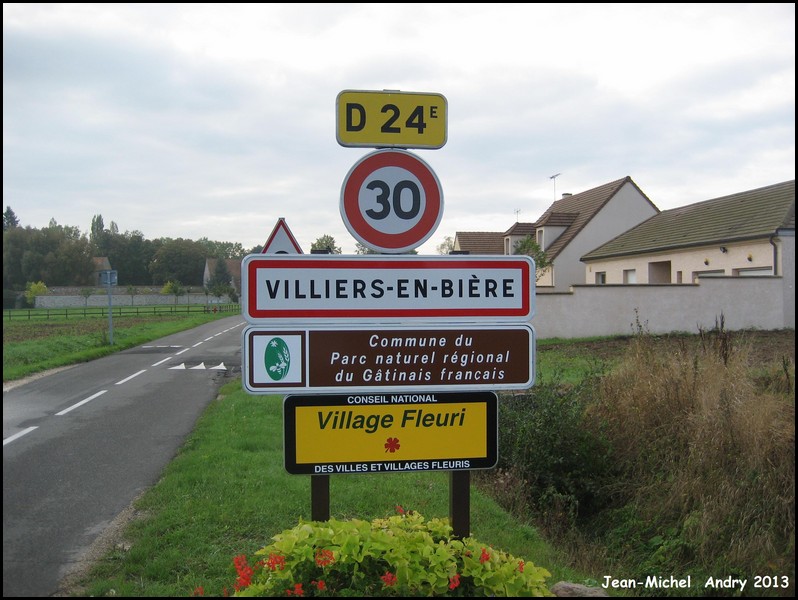 D 24E
30
VILLIERS-EN-BIÈRE
Commune du
Parc naturel régional
du Gâtinais francais
CONSEIL NATIONAL
Village Fleuri
DES VILLES ET VILLAGES FLEURIS
Jean-Michel Andry 2013